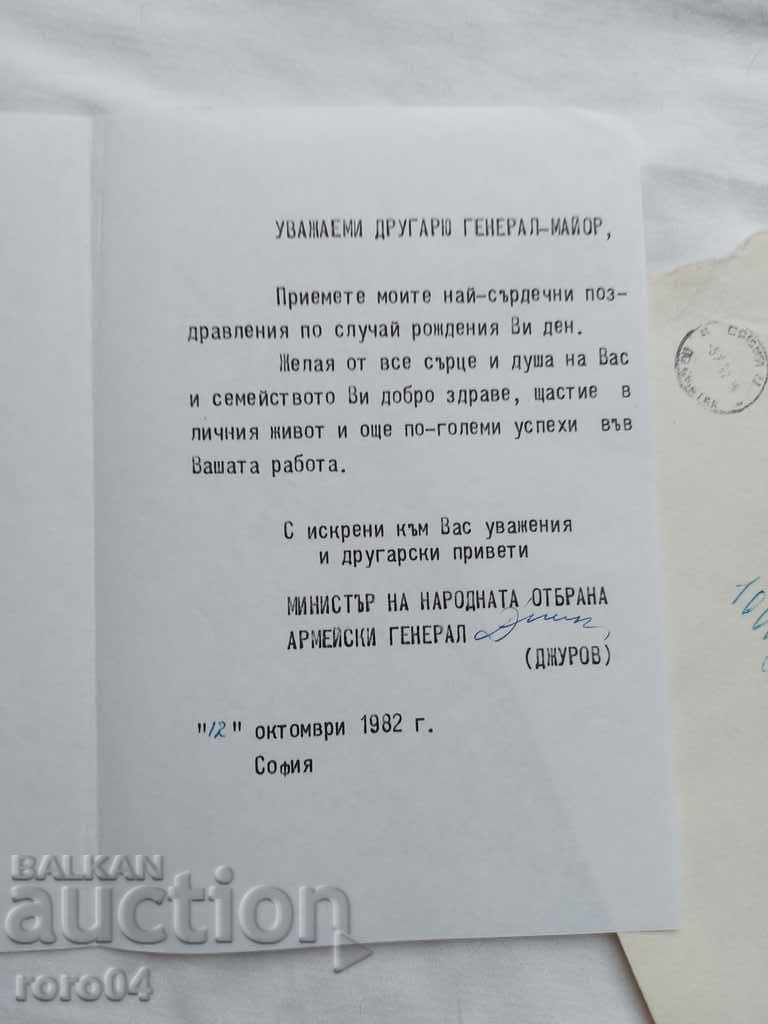 УВАЖАЕМИ ДРУГАРЮ ГЕНЕРАЛ-МАЙОР,
Приемете моите най-сърдечни поз-
дравления по случай рождения Ви ден.
Желая от все сърце и душа на Вас
и семейството Ви добро здраве, щастие в
личния живот и още по-големи успехи във
Вашата работа.
С искрени към Вас уважения
и другарски привети
МИНИСТЪР НА НАРОДНАТА ОТБРАНА
АРМЕЙСКИ ГЕНЕРАЛ
(ДЖУРОВ)
"12" октомври 1982 г.
София
BALKAN
auction
roro04